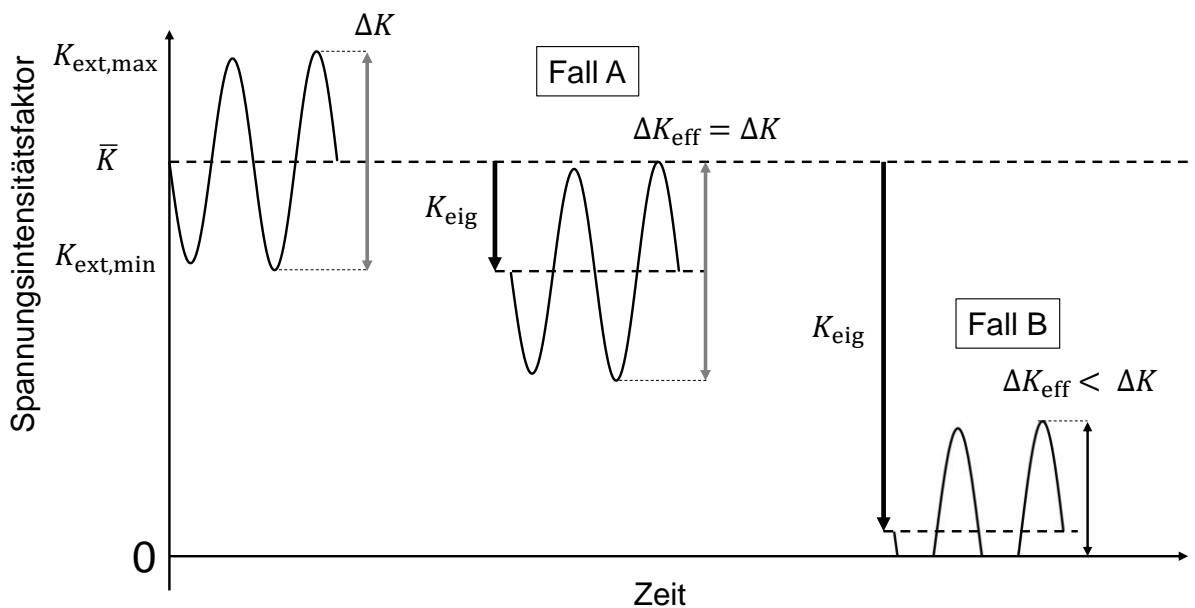 Spannungsintensitätsfaktor
K_ext,max
K̄
K_ext,min
0
ΔK
Fall A
ΔK_eff = ΔK
K_eig
K_eig
Fall B
ΔK_eff < ΔK
Zeit